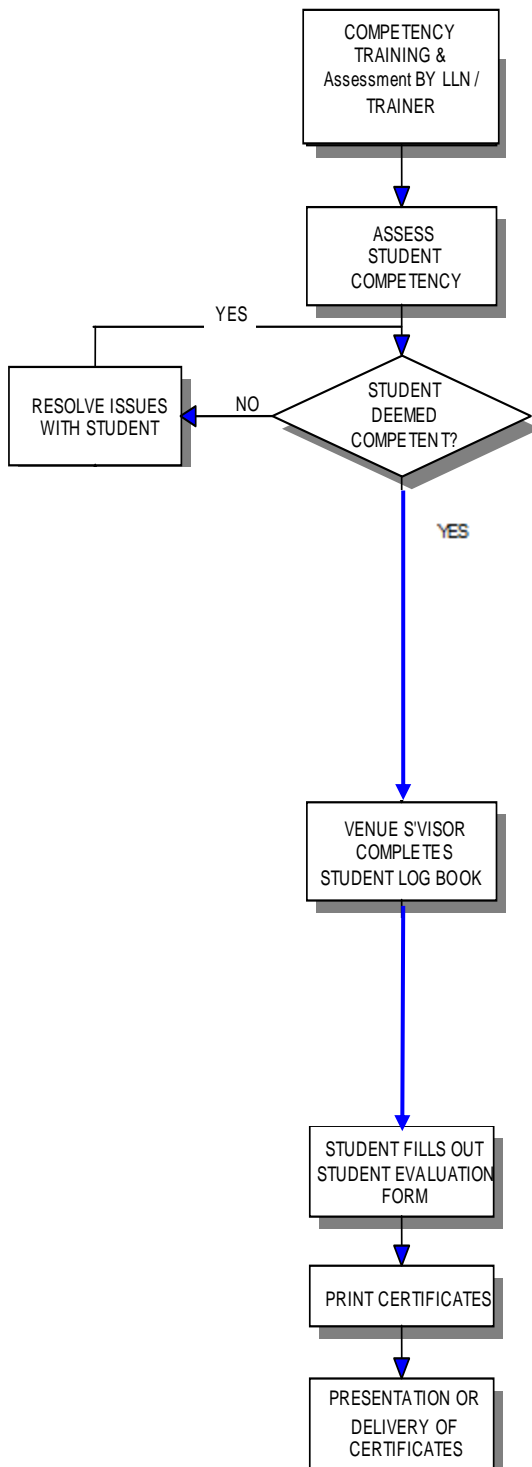 COMPETENCY
TRAINING &
Assessment BY LLN /
TRAINER
ASSESS
STUDENT
COMPETENCY
YES
RESOLVE ISSUES
WITH STUDENT
NO
STUDENT
DEEMED
COMPETENT?
YES
VENUE S'VISOR
COMPLETES
STUDENT LOG BOOK
STUDENT FILLS OUT
STUDENT EVALUATION
FORM
PRINT CERTIFICATES
PRESENTATION OR
DELIVERY OF
CERTIFICATES